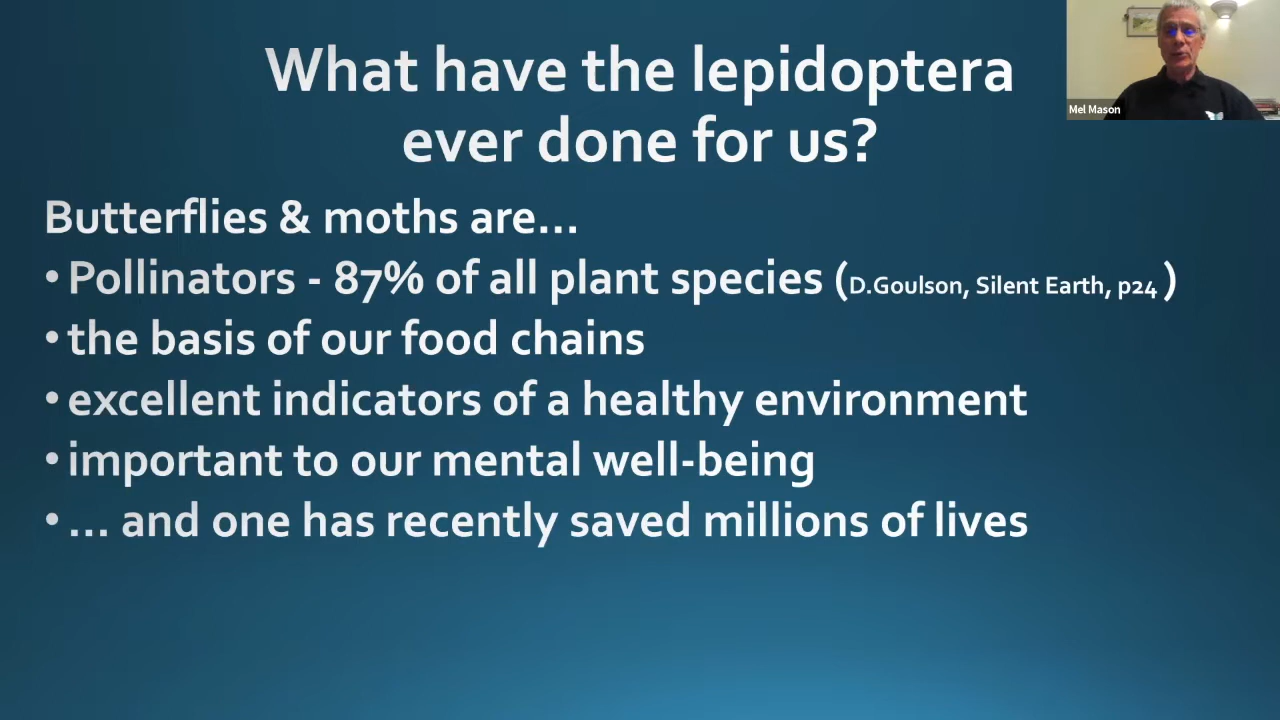 What have the lepidoptera
ever done for us?
Mel Mason
Butterflies & moths are...
• Pollinators - 87% of all plant species (D.Goulson, Silent Earth, p24 )
• the basis of our food chains
• excellent indicators of a healthy environment
• important to our mental well-being
• ... and one has recently saved millions of lives